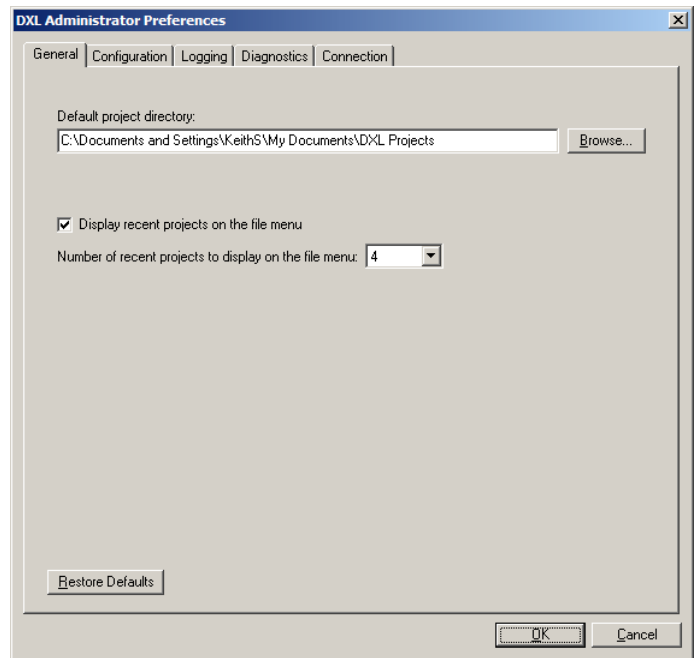 DXL Administrator Preferences
General Configuration Logging Diagnostics Connection
Default project directory:
C:\Documents and Settings\KeithS\My Documents\DXL Projects Browse...
Display recent projects on the file menu
Number of recent projects to display on the file menu: 4
Restore Defaults
OK Cancel